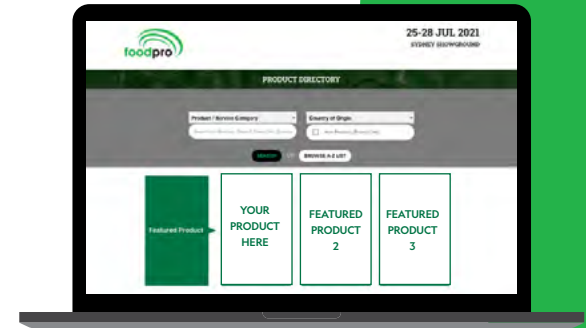 foodpro
25-28 JUL 2021
SYDNEY SHOWGROUND
PRODUCT DIRECTORY
Product / Service Category
Country of Origin
SEARCH
OR
BROWSE A-Z LIST
Featured Product
YOUR
PRODUCT
HERE
FEATURED
PRODUCT
2
FEATURED
PRODUCT
3